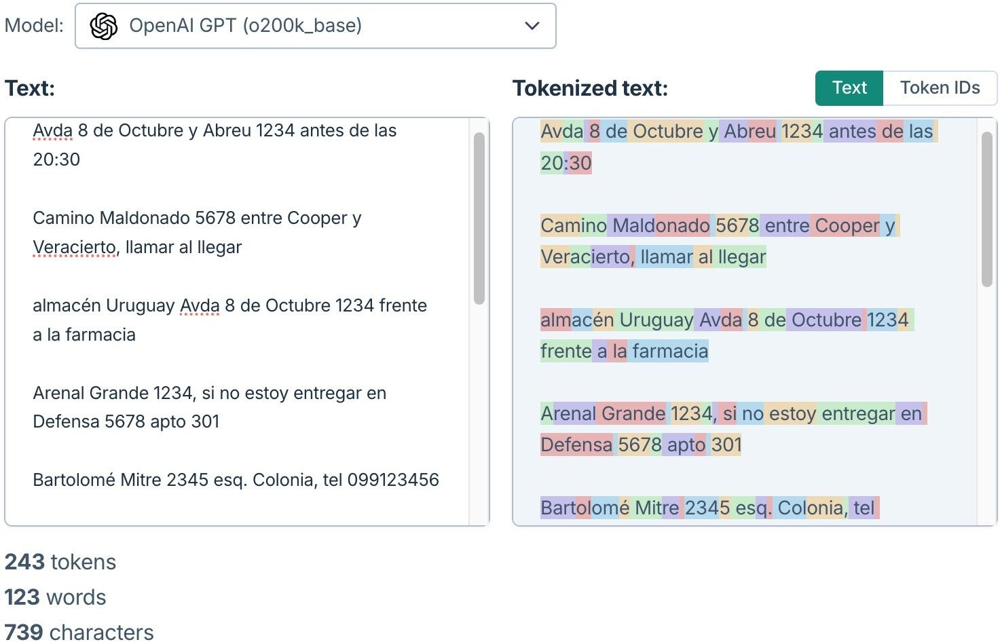 Model: OpenAI GPT (o200k_base)
Text:
Avda 8 de Octubre y Abreu 1234 antes de las
20:30
Camino Maldonado 5678 entre Cooper y
Veracierto, llamar al llegar
almacén Uruguay Avda 8 de Octubre 1234 frente
a la farmacia
Arenal Grande 1234, si no estoy entregar en
Defensa 5678 apto 301
Bartolomé Mitre 2345 esq. Colonia, tel 099123456
Tokenized text:
Text Token IDs
Avda 8 de Octubre y Abreu 1234 antes de las
20:30
Camino Maldonado 5678 entre Cooper y
Veracierto, llamar al llegar
almacén Uruguay Avda 8 de Octubre 1234
frente a la farmacia
Arenal Grande 1234, si no estoy entregar en
Defensa 5678 apto 301
Bartolomé Mitre 2345 esq. Colonia, tel
243 tokens
123 words
739 characters